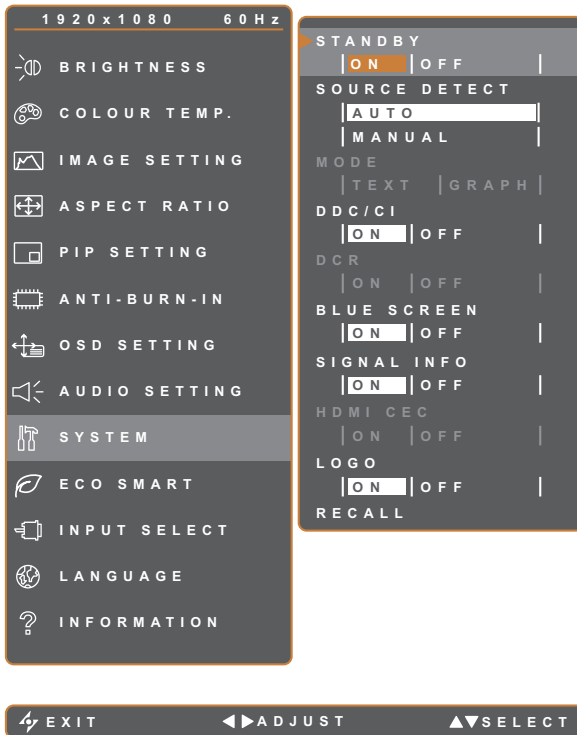 1920x1080 60Hz
BRIGHTNESS
COLOUR TEMP.
IMAGE SETTING
ASPECT RATIO
PIP SETTING
ANTI-BURN-IN
OSD SETTING
AUDIO SETTING
SYSTEM
ECO SMART
INPUT SELECT
LANGUAGE
INFORMATION
STANDBY
ON OFF
SOURCE DETECT
AUTO
MANUAL
MODE
TEXT GRAPH
DDC/CI
ON OFF
DCR
ON OFF
BLUE SCREEN
ON OFF
SIGNAL INFO
ON OFF
HDMI CEC
ON OFF
LOGO
ON OFF
RECALL
EXIT ADJUST SELECT